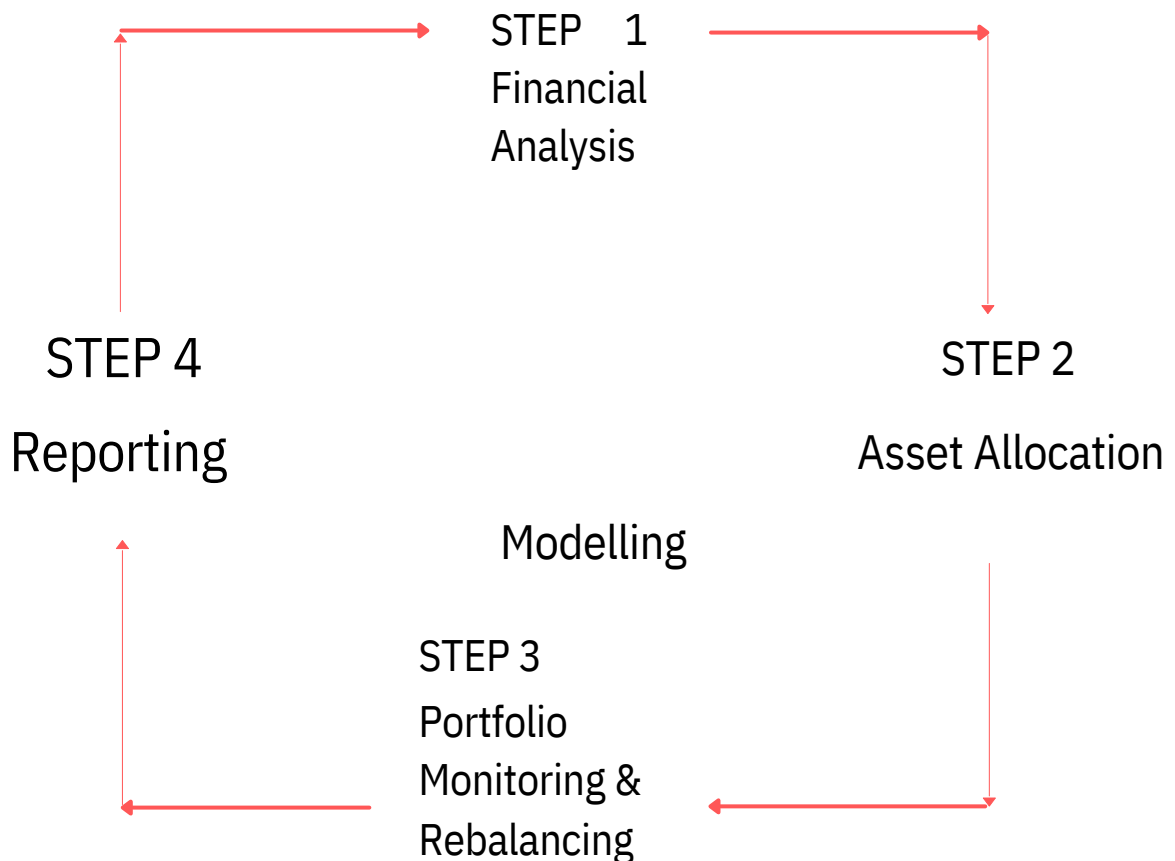 STEP 1
Financial
Analysis
STEP 4
Reporting
STEP 2
Asset Allocation
Modelling
STEP 3
Portfolio
Monitoring &
Rebalancing